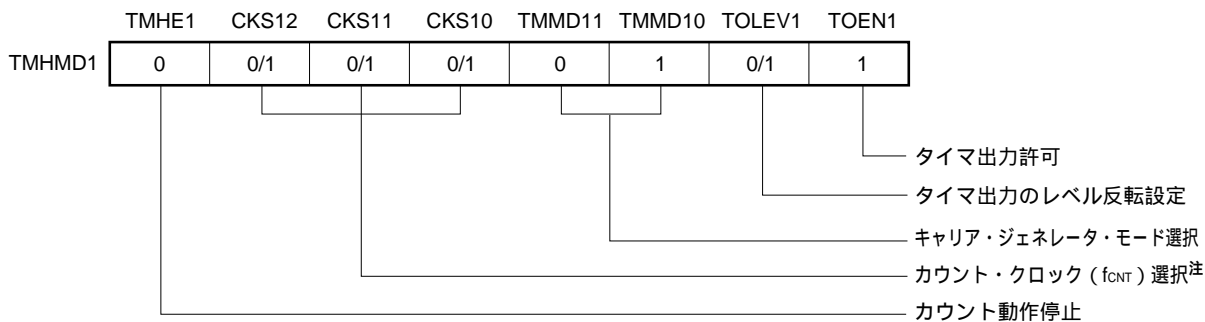 TMHE1 CKS12 CKS11 CKS10 TMMD11 TMMD10 TOLEV1 TOEN1
TMHMD1 0 0/1 0/1 0/1 0 1 0/1 1
タイマ出力許可
タイマ出力のレベル反転設定
キャリア・ジェネレータ・モード選択
カウント・クロック（fCNT）選択注
カウント動作停止